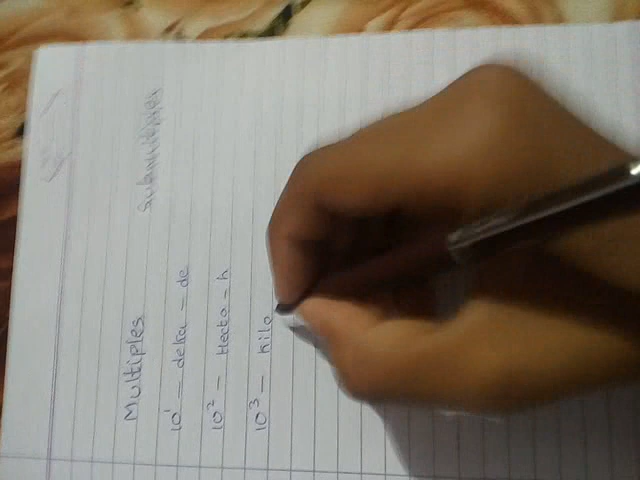 Multiples submultiples
10¹ - deka - de
10² - Hecto - h
10³ - kilo